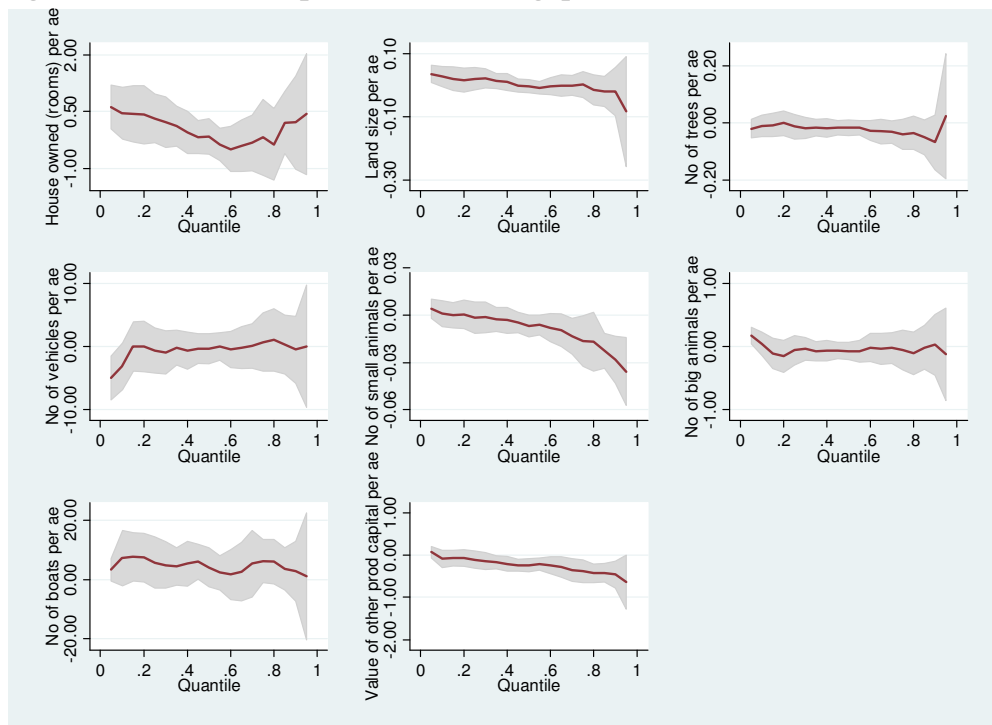 House owned (rooms) per ae
2.00
0.50
-1.00
0 .2 .4 .6 .8 1
Quantile
Land size per ae
0.10
-0.10
-0.30
0 .2 .4 .6 .8 1
Quantile
No of trees per ae
0.20
0.00
-0.20
0 .2 .4 .6 .8 1
Quantile
No of vehicles per ae
10.00
0.00
-10.00
0 .2 .4 .6 .8 1
Quantile
No of small animals per ae
0.03
0.00
-0.03
-0.06
0 .2 .4 .6 .8 1
Quantile
No of big animals per ae
1.00
0.00
-1.00
0 .2 .4 .6 .8 1
Quantile
No of boats per ae
20.00
0.00
-20.00
0 .2 .4 .6 .8 1
Quantile
Value of other prod capital per ae
1.00
0.00
-1.00
-2.00
0 .2 .4 .6 .8 1
Quantile